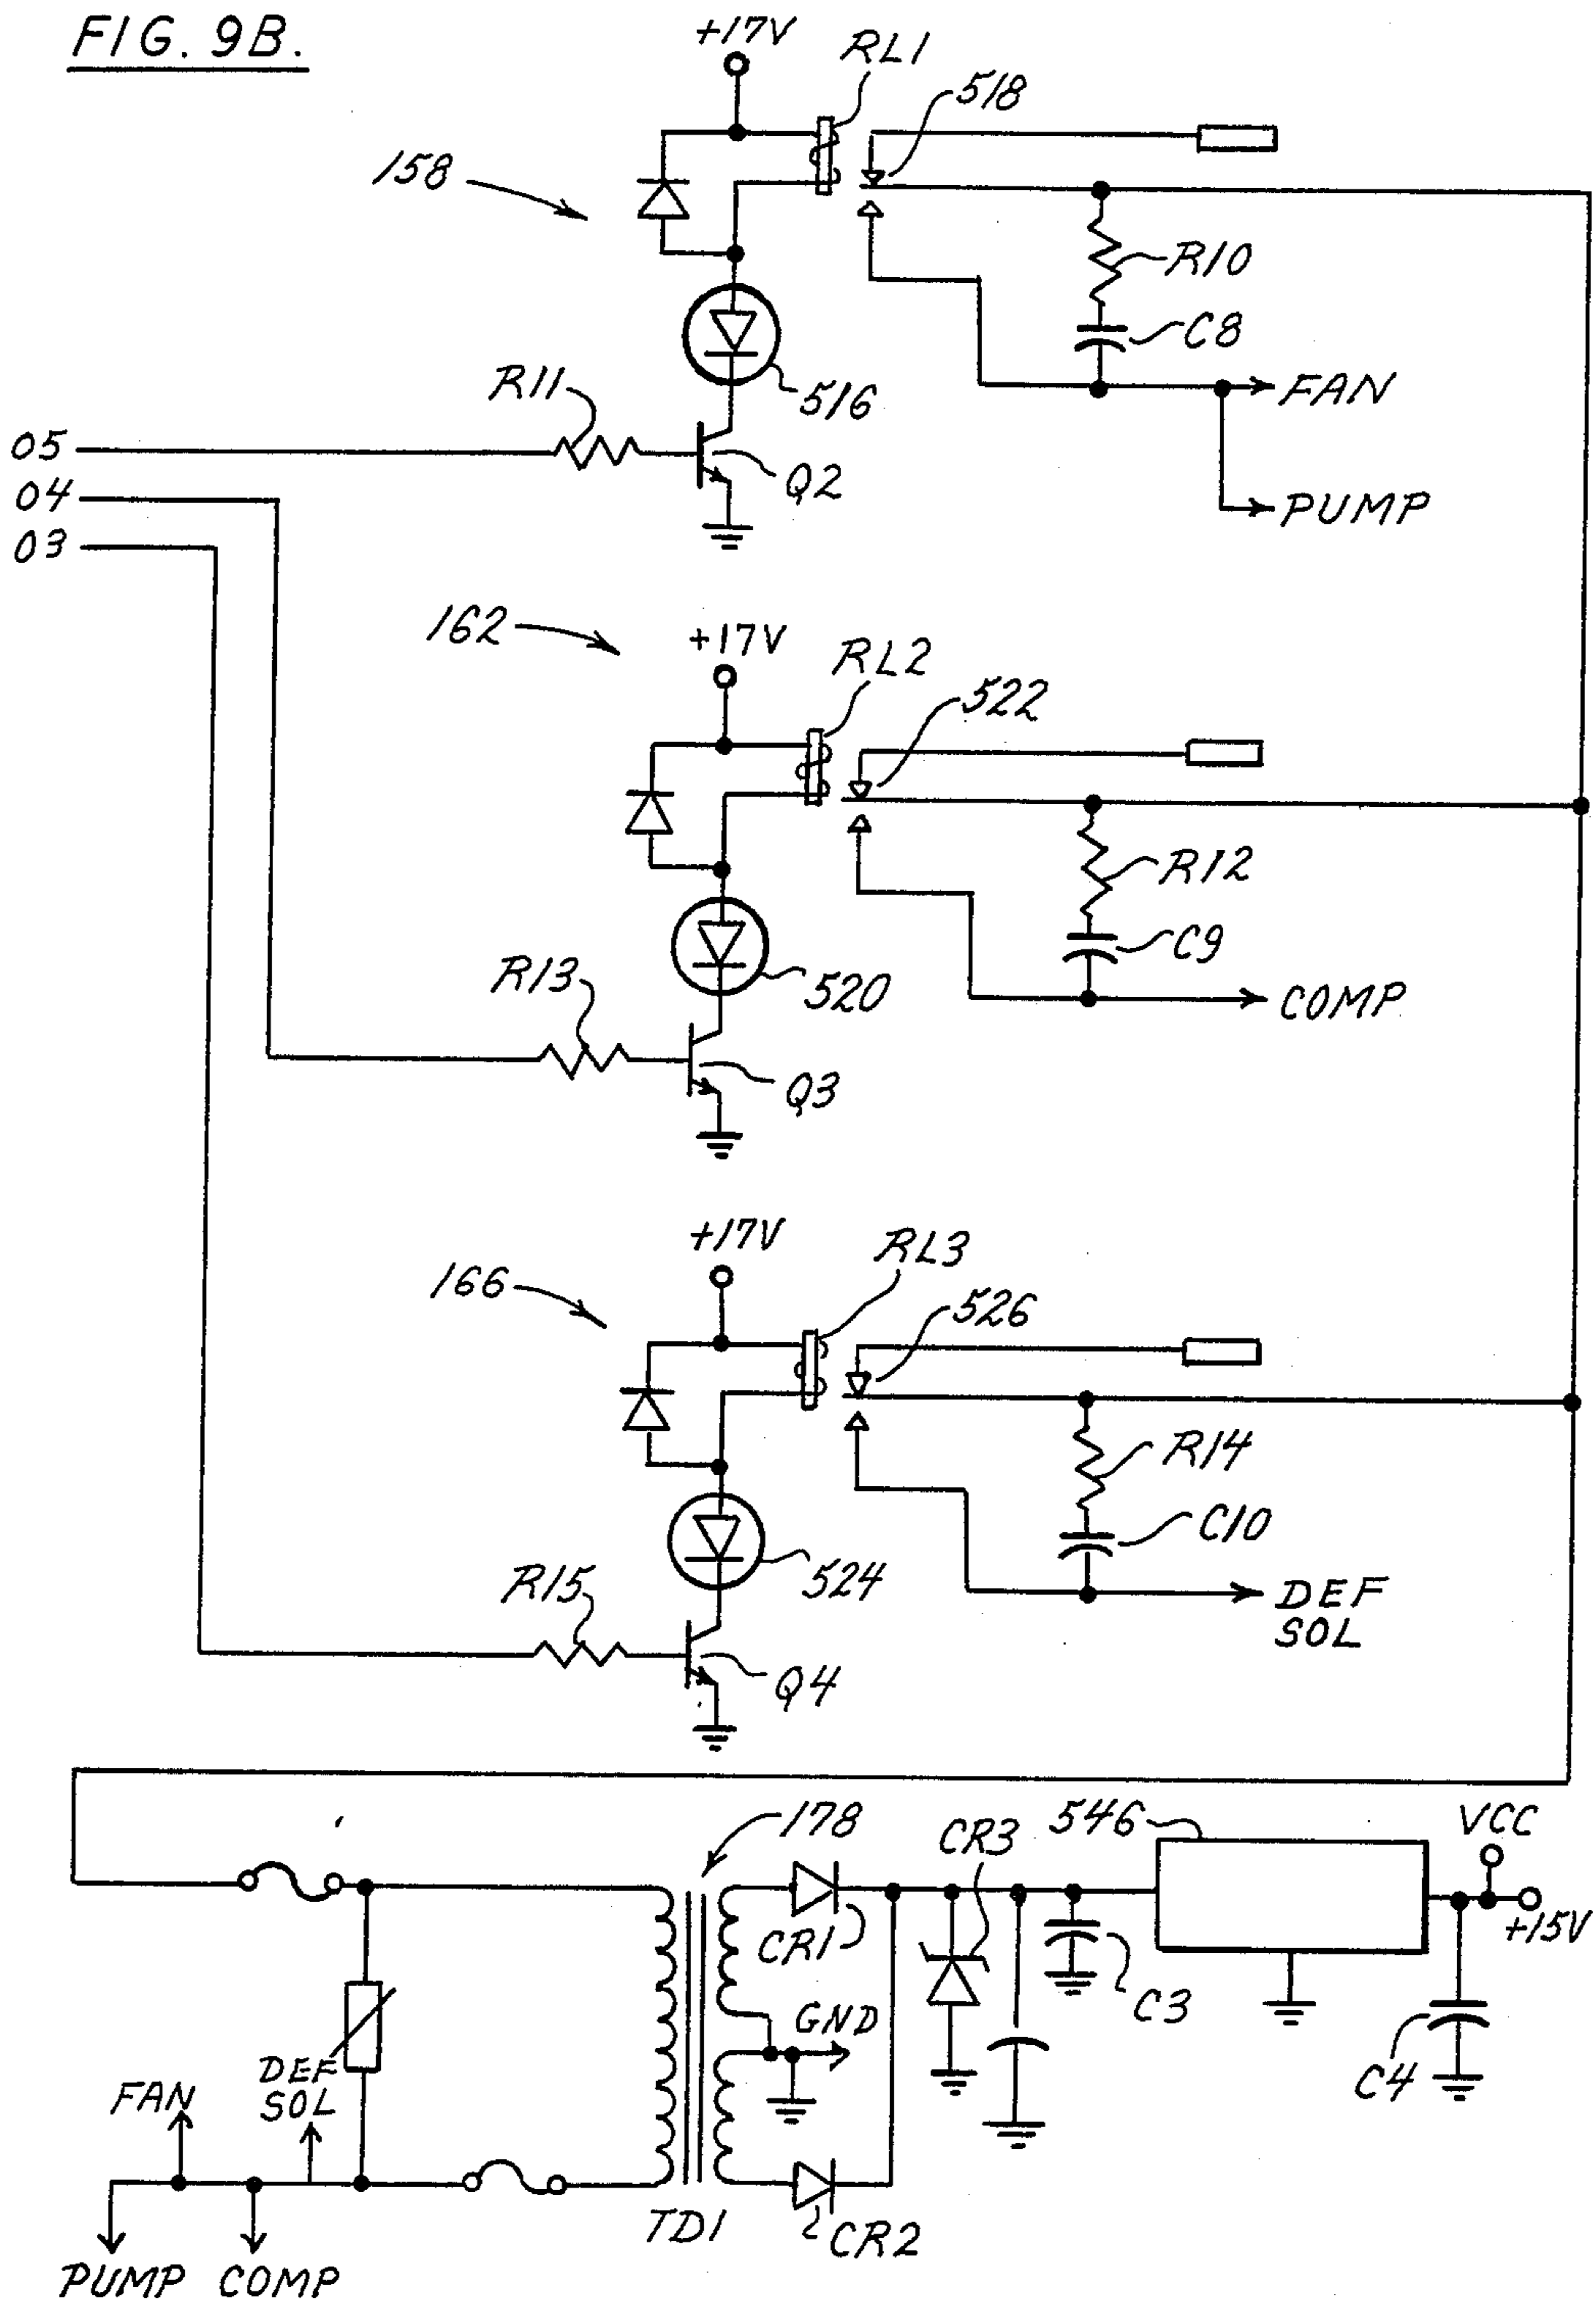 FIG. 9B.
+17V
RL1
518
158
R10
C8
R11
516
FAN
05
Q2
04
PUMP
03
162
+17V
RL2
522
R12
C9
R13
520
COMP
Q3
+17V
RL3
166
526
R14
C10
R15
524
DEF
SOL
Q4
178
CR3
546
VCC
CR1
+15V
C3
GND
C4
DEF
SOL
FAN
TD1
CR2
PUMP
COMP